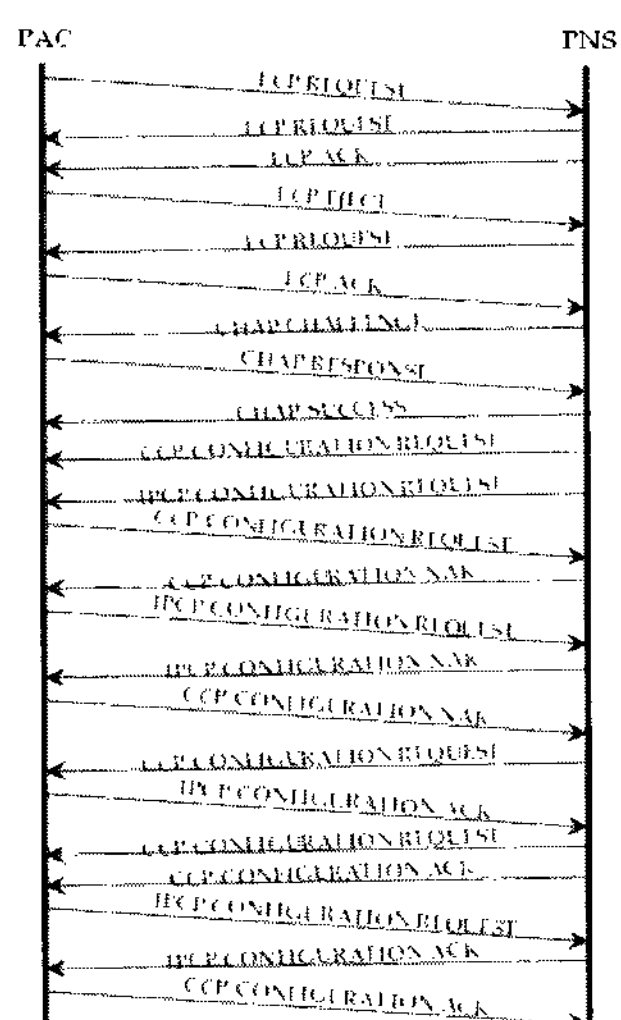 PAC
PNS
LCP REQUEST
LCP REQUEST
LCP ACK
LCP EJECT
LCP REQUEST
LCP ACK
CHAP CHALLENGE
CHAP RESPONSE
CHAP SUCCESS
CCP CONFIGURATION REQUEST
IPCP CONFIGURATION REQUEST
CCP CONFIGURATION REQUEST
CCP CONFIGURATION NAK
IPCP CONFIGURATION REQUEST
IPCP CONFIGURATION NAK
CCP CONFIGURATION NAK
CCP CONFIGURATION REQUEST
IPCP CONFIGURATION ACK
CCP CONFIGURATION REQUEST
CCP CONFIGURATION ACK
IPCP CONFIGURATION REQUEST
IPCP CONFIGURATION ACK
CCP CONFIGURATION ACK